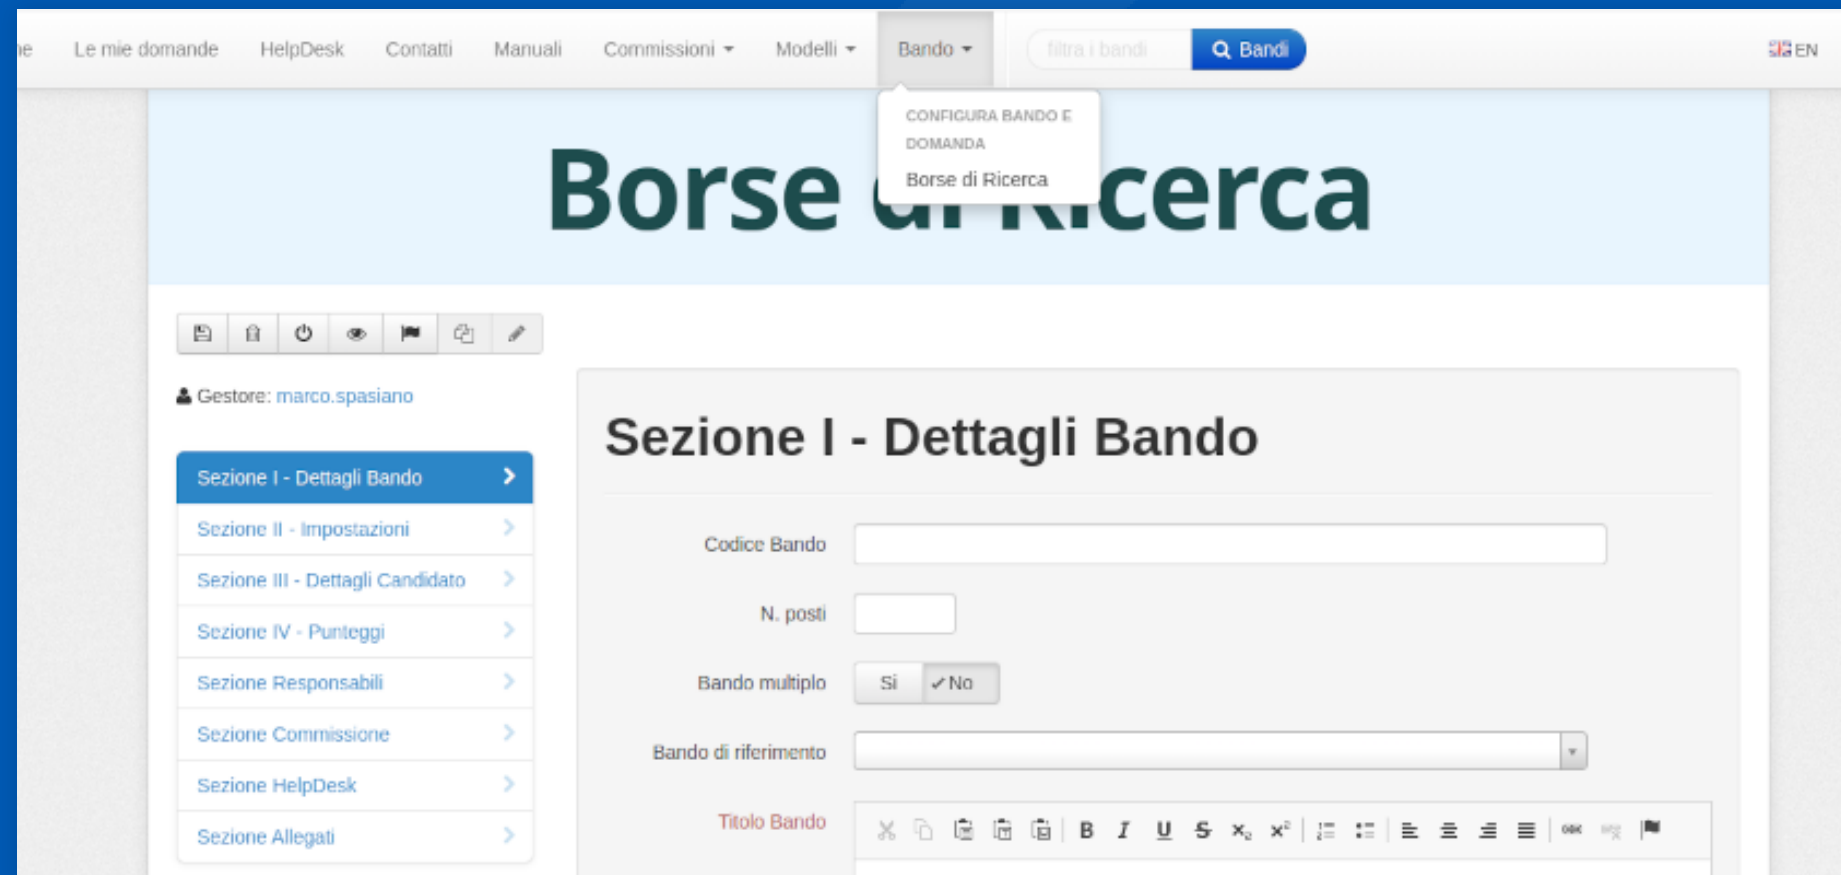 Le mie domande HelpDesk Contatti Manuali Commissioni Modelli Bando filtra i bandi Bandi EN
CONFIGURA BANDO E
DOMANDA
Borse di Ricerca
Borse di Ricerca
Gestore: marco.spasiano
Sezione I - Dettagli Bando
Sezione II - Impostazioni
Sezione III - Dettagli Candidato
Sezione IV - Punteggi
Sezione Responsabili
Sezione Commissione
Sezione HelpDesk
Sezione Allegati
Sezione I - Dettagli Bando
Codice Bando
N. posti
Bando multiplo Si No
Bando di riferimento
Titolo Bando